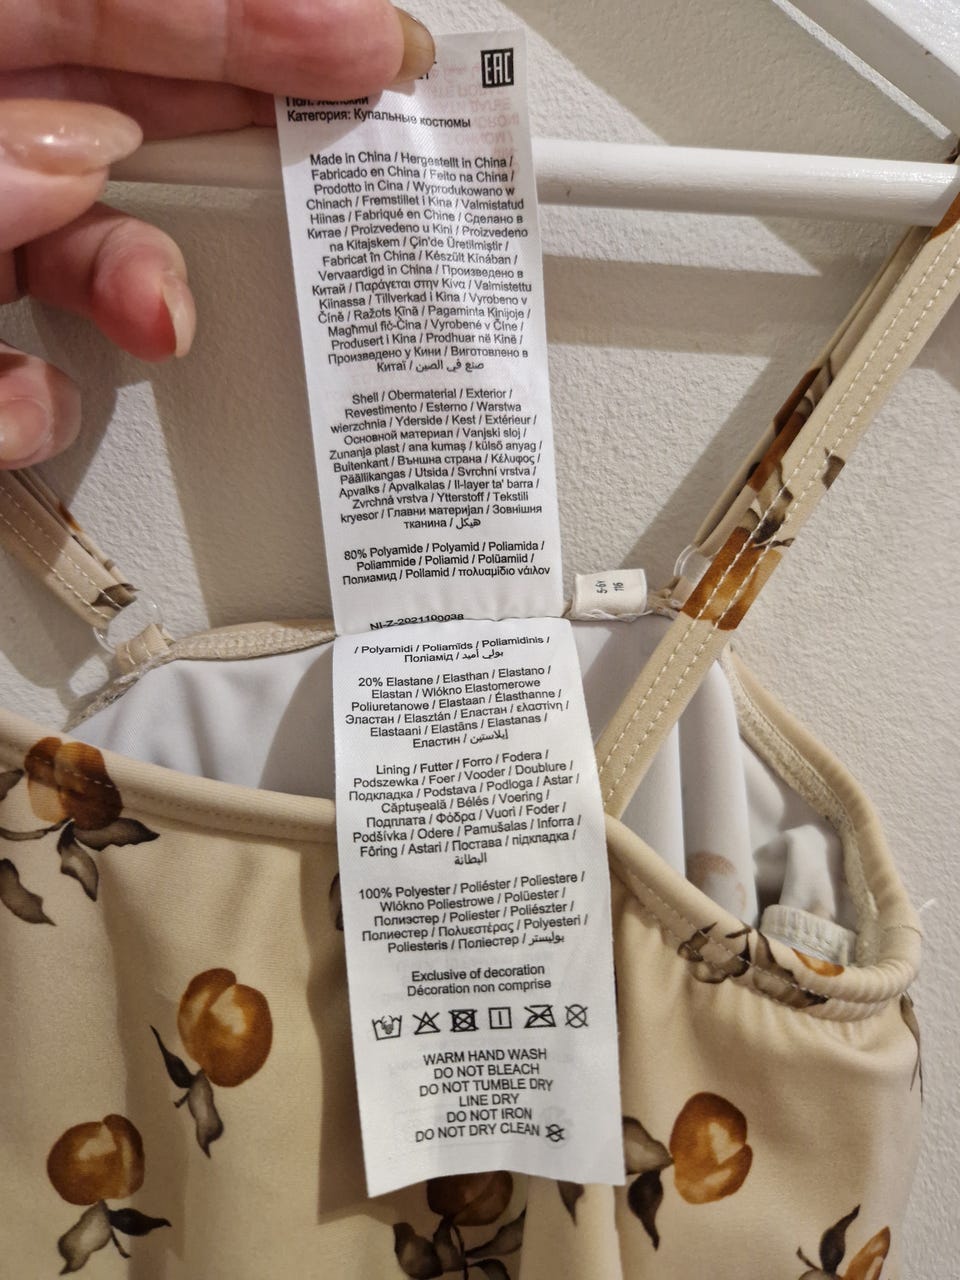 EAC
Пол: Женский
Категория: Купальные костюмы
Made in China / Hergestellt in China /
Fabricado en China / Feito na China /
Prodotto in Cina / Wyprodukowano w
Chinach / Fremstillet i Kina / Valmistatud
Hiinas / Fabriqué en Chine / Сделано в
Китае / Proizvedeno u Kini / Proizvedeno
na Kitajskem / Çin'de Üretilmiştir /
Fabricat în China / Készült Kínában /
Vervaardigd in China / Произведено в
Китай / Παράγεται στην Κίνα / Valmistettu
Kiinassa / Tillverkad i Kina / Vyrobeno v
Číně / Ražots Ķīnā / Pagaminta Kinijoje /
Magħmul fiċ-Ċina / Vyrobené v Číne /
Produsert i Kina / Prodhuar në Kinë /
Произведено у Кини / Виготовлено в
Китаї / صنع في الصين
Shell / Obermaterial / Exterior /
Revestimento / Esterno / Warstwa
wierzchnia / Yderside / Kest / Extérieur /
Основной материал / Vanjski sloj /
Zunanja plast / ana kumaş / külső anyag /
Buitenkant / Външна страна / Κέλυφος /
Päällikangas / Utsida / Svrchní vrstva /
Apvalks / Apvalkalas / Il-layer ta' barra /
Zvrchná vrstva / Ytterstoff / Tekstili
kryesor / Главни материјал / Зовнішня
тканина / هيكل
80% Polyamide / Polyamid / Poliamida /
Poliammide / Poliamid / Polüamiid /
Полиамид / Poliamid / πολυαμίδιο νάιλον
NI-Z-2021100038
56Y
116
/ Polyamidi / Poliamīds / Poliamidinis /
Поліамід / بولي أميد
20% Elastane / Elasthan / Elastano /
Elastan / Włókno Elastomerowe
Poliuretanowe / Elastaan / Élasthanne /
Эластан / Elasztán / Еластан / ελαστίνη /
Elastaani / Elastāns / Elastanas /
Еластин / إيلاستين
Lining / Futter / Forro / Fodera /
Podszewka / Foer / Vooder / Doublure /
Подкладка / Podstava / Podloga / Astar /
Căptușeală / Bélés / Voering /
Подплата / Φόδρα / Vuori / Foder /
Podšívka / Odere / Pamušalas / Inforra /
Fôring / Astari / Постава / підкладка /
البطانة
100% Polyester / Poliéster / Poliestere /
Włókno Poliestrowe / Polüester /
Полиэстер / Poliester / Poliészter /
Полиестер / Πολυεστέρας / Polyesteri /
Poliesteris / Поліестер / بوليستر
Exclusive of decoration
Décoration non comprise
WARM HAND WASH
DO NOT BLEACH
DO NOT TUMBLE DRY
LINE DRY
DO NOT IRON
DO NOT DRY CLEAN